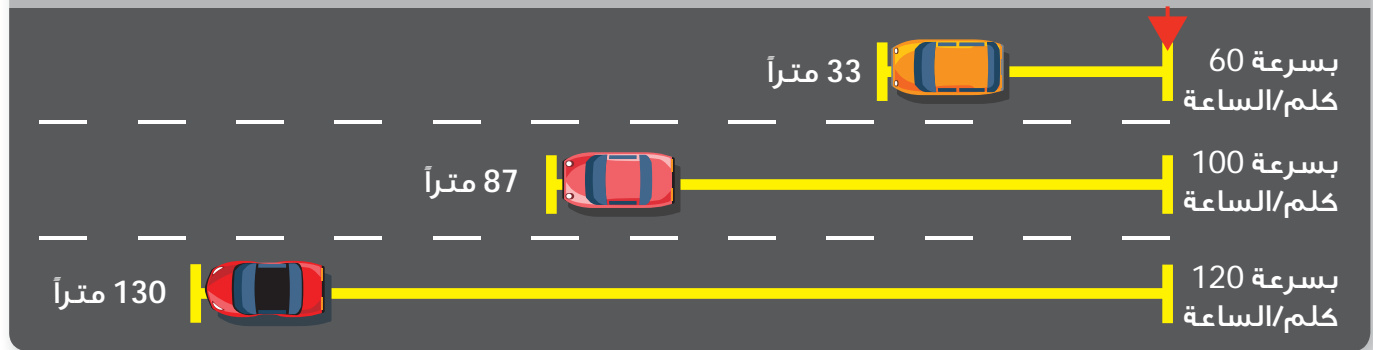 بسرعة 60
كلم/الساعة
33 متراً
بسرعة 100
كلم/الساعة
87 متراً
بسرعة 120
كلم/الساعة
130 متراً